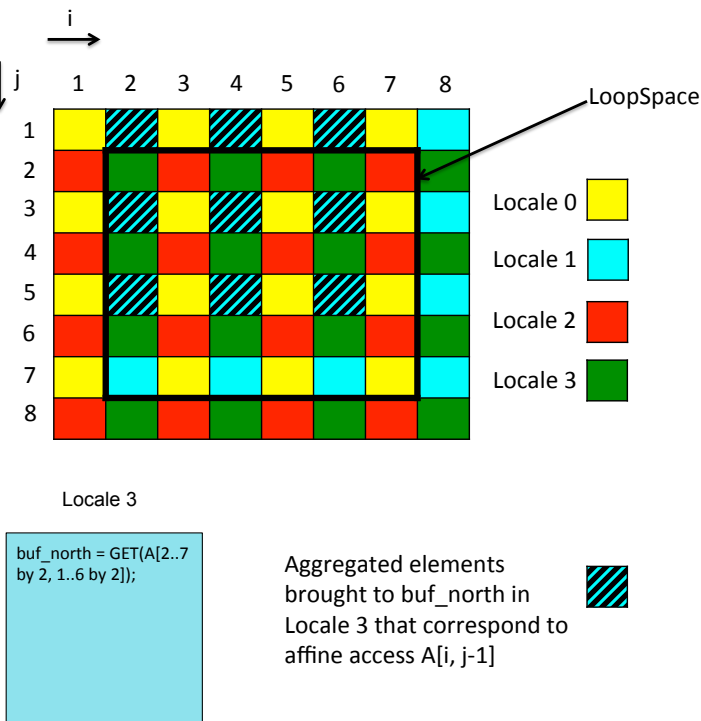 i
j
1 2 3 4 5 6 7 8
LoopSpace
1
2
3
4
5
6
7
8
Locale 0
Locale 1
Locale 2
Locale 3
Locale 3
buf_north = GET(A[2..7
by 2, 1..6 by 2]);
Aggregated elements
brought to buf_north in
Locale 3 that correspond to
affine access A[i, j-1]